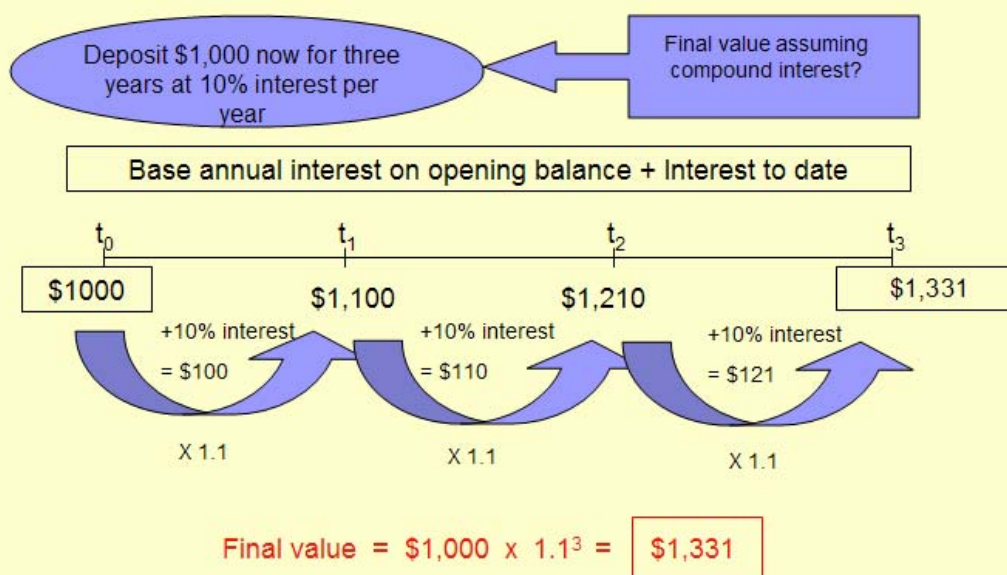 Deposit $1,000 now for three
years at 10% interest per
year
Final value assuming
compound interest?
Base annual interest on opening balance + Interest to date
t₀ t₁ t₂ t₃
$1000 $1,100 $1,210 $1,331
+10% interest +10% interest +10% interest
= $100 = $110 = $121
X 1.1 X 1.1 X 1.1
Final value = $1,000 x 1.1³ = $1,331